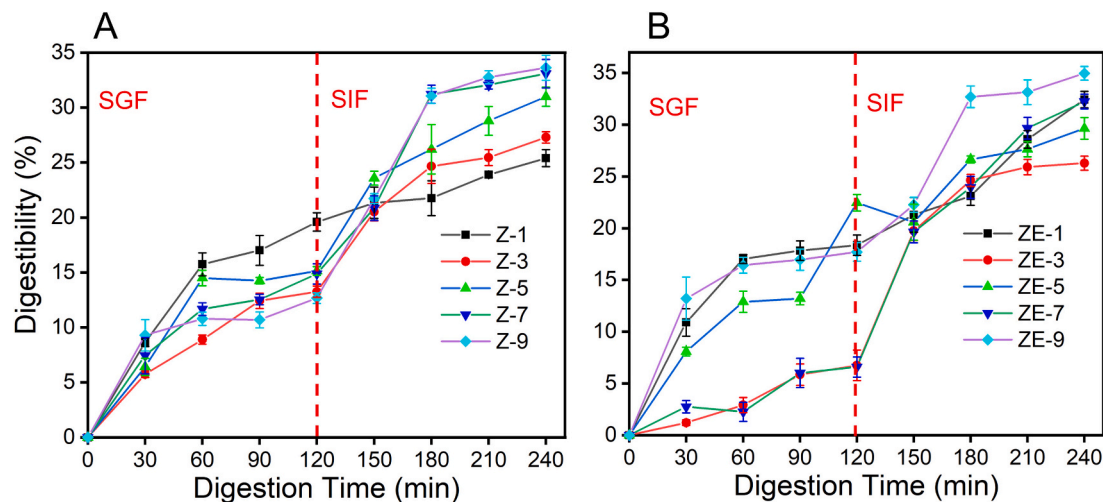 A
B
Digestibility (%)
35
30
25
20
15
10
5
0
SGF
SIF
Z-1
Z-3
Z-5
Z-7
Z-9
0 30 60 90 120 150 180 210 240
Digestion Time (min)
35
30
25
20
15
10
5
0
SGF
SIF
ZE-1
ZE-3
ZE-5
ZE-7
ZE-9
0 30 60 90 120 150 180 210 240
Digestion Time (min)